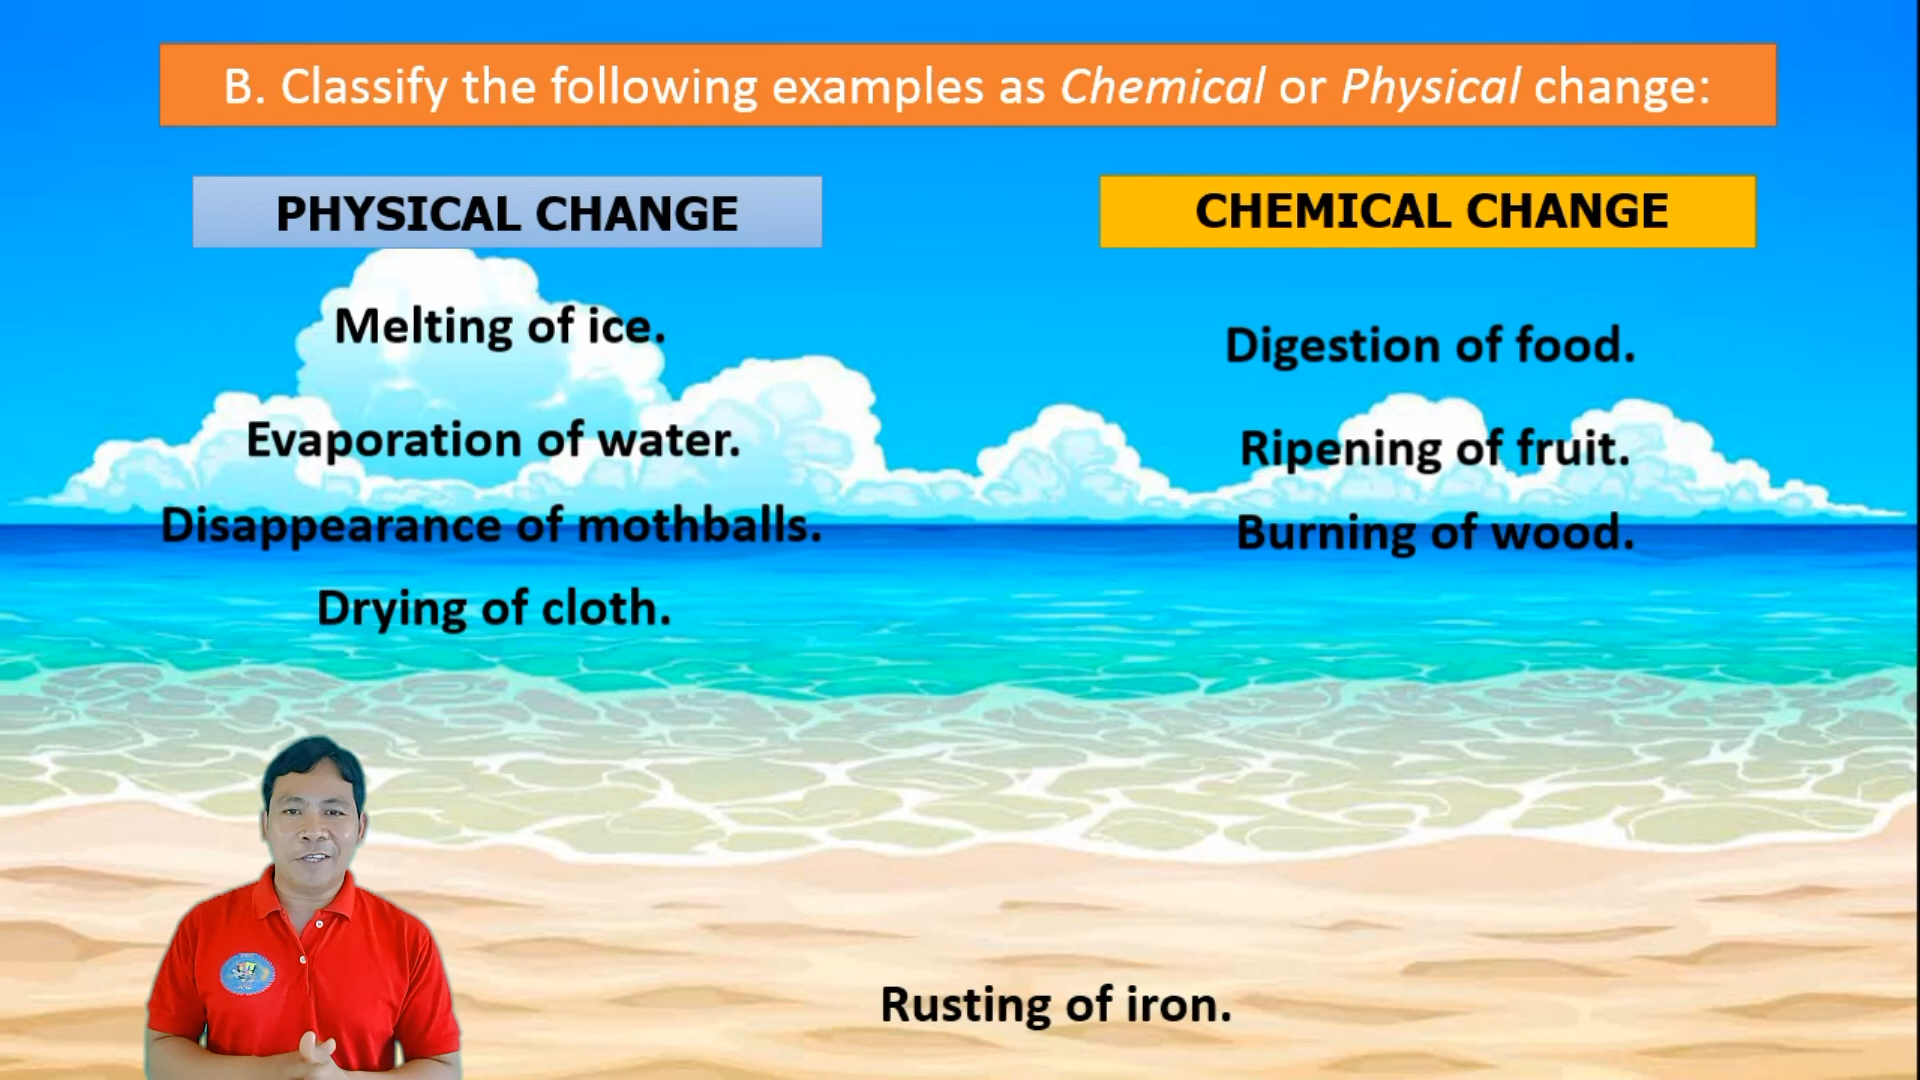 B. Classify the following examples as Chemical or Physical change:
PHYSICAL CHANGE
Melting of ice.
Evaporation of water.
Disappearance of mothballs.
Drying of cloth.
CHEMICAL CHANGE
Digestion of food.
Ripening of fruit.
Burning of wood.
Rusting of iron.